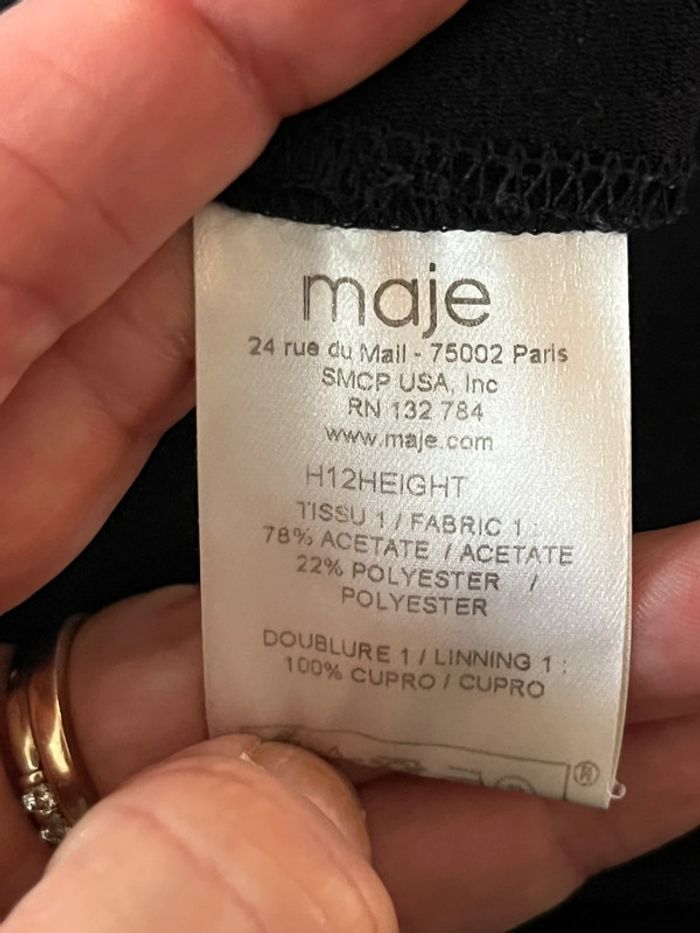 maje
24 rue du Mail - 75002 Paris
SMCP USA, Inc
RN 132 784
www.maje.com
H12HEIGHT
TISSU 1 / FABRIC 1 :
78% ACETATE / ACETATE
22% POLYESTER /
POLYESTER
DOUBLURE 1 / LINNING 1 :
100% CUPRO / CUPRO
®